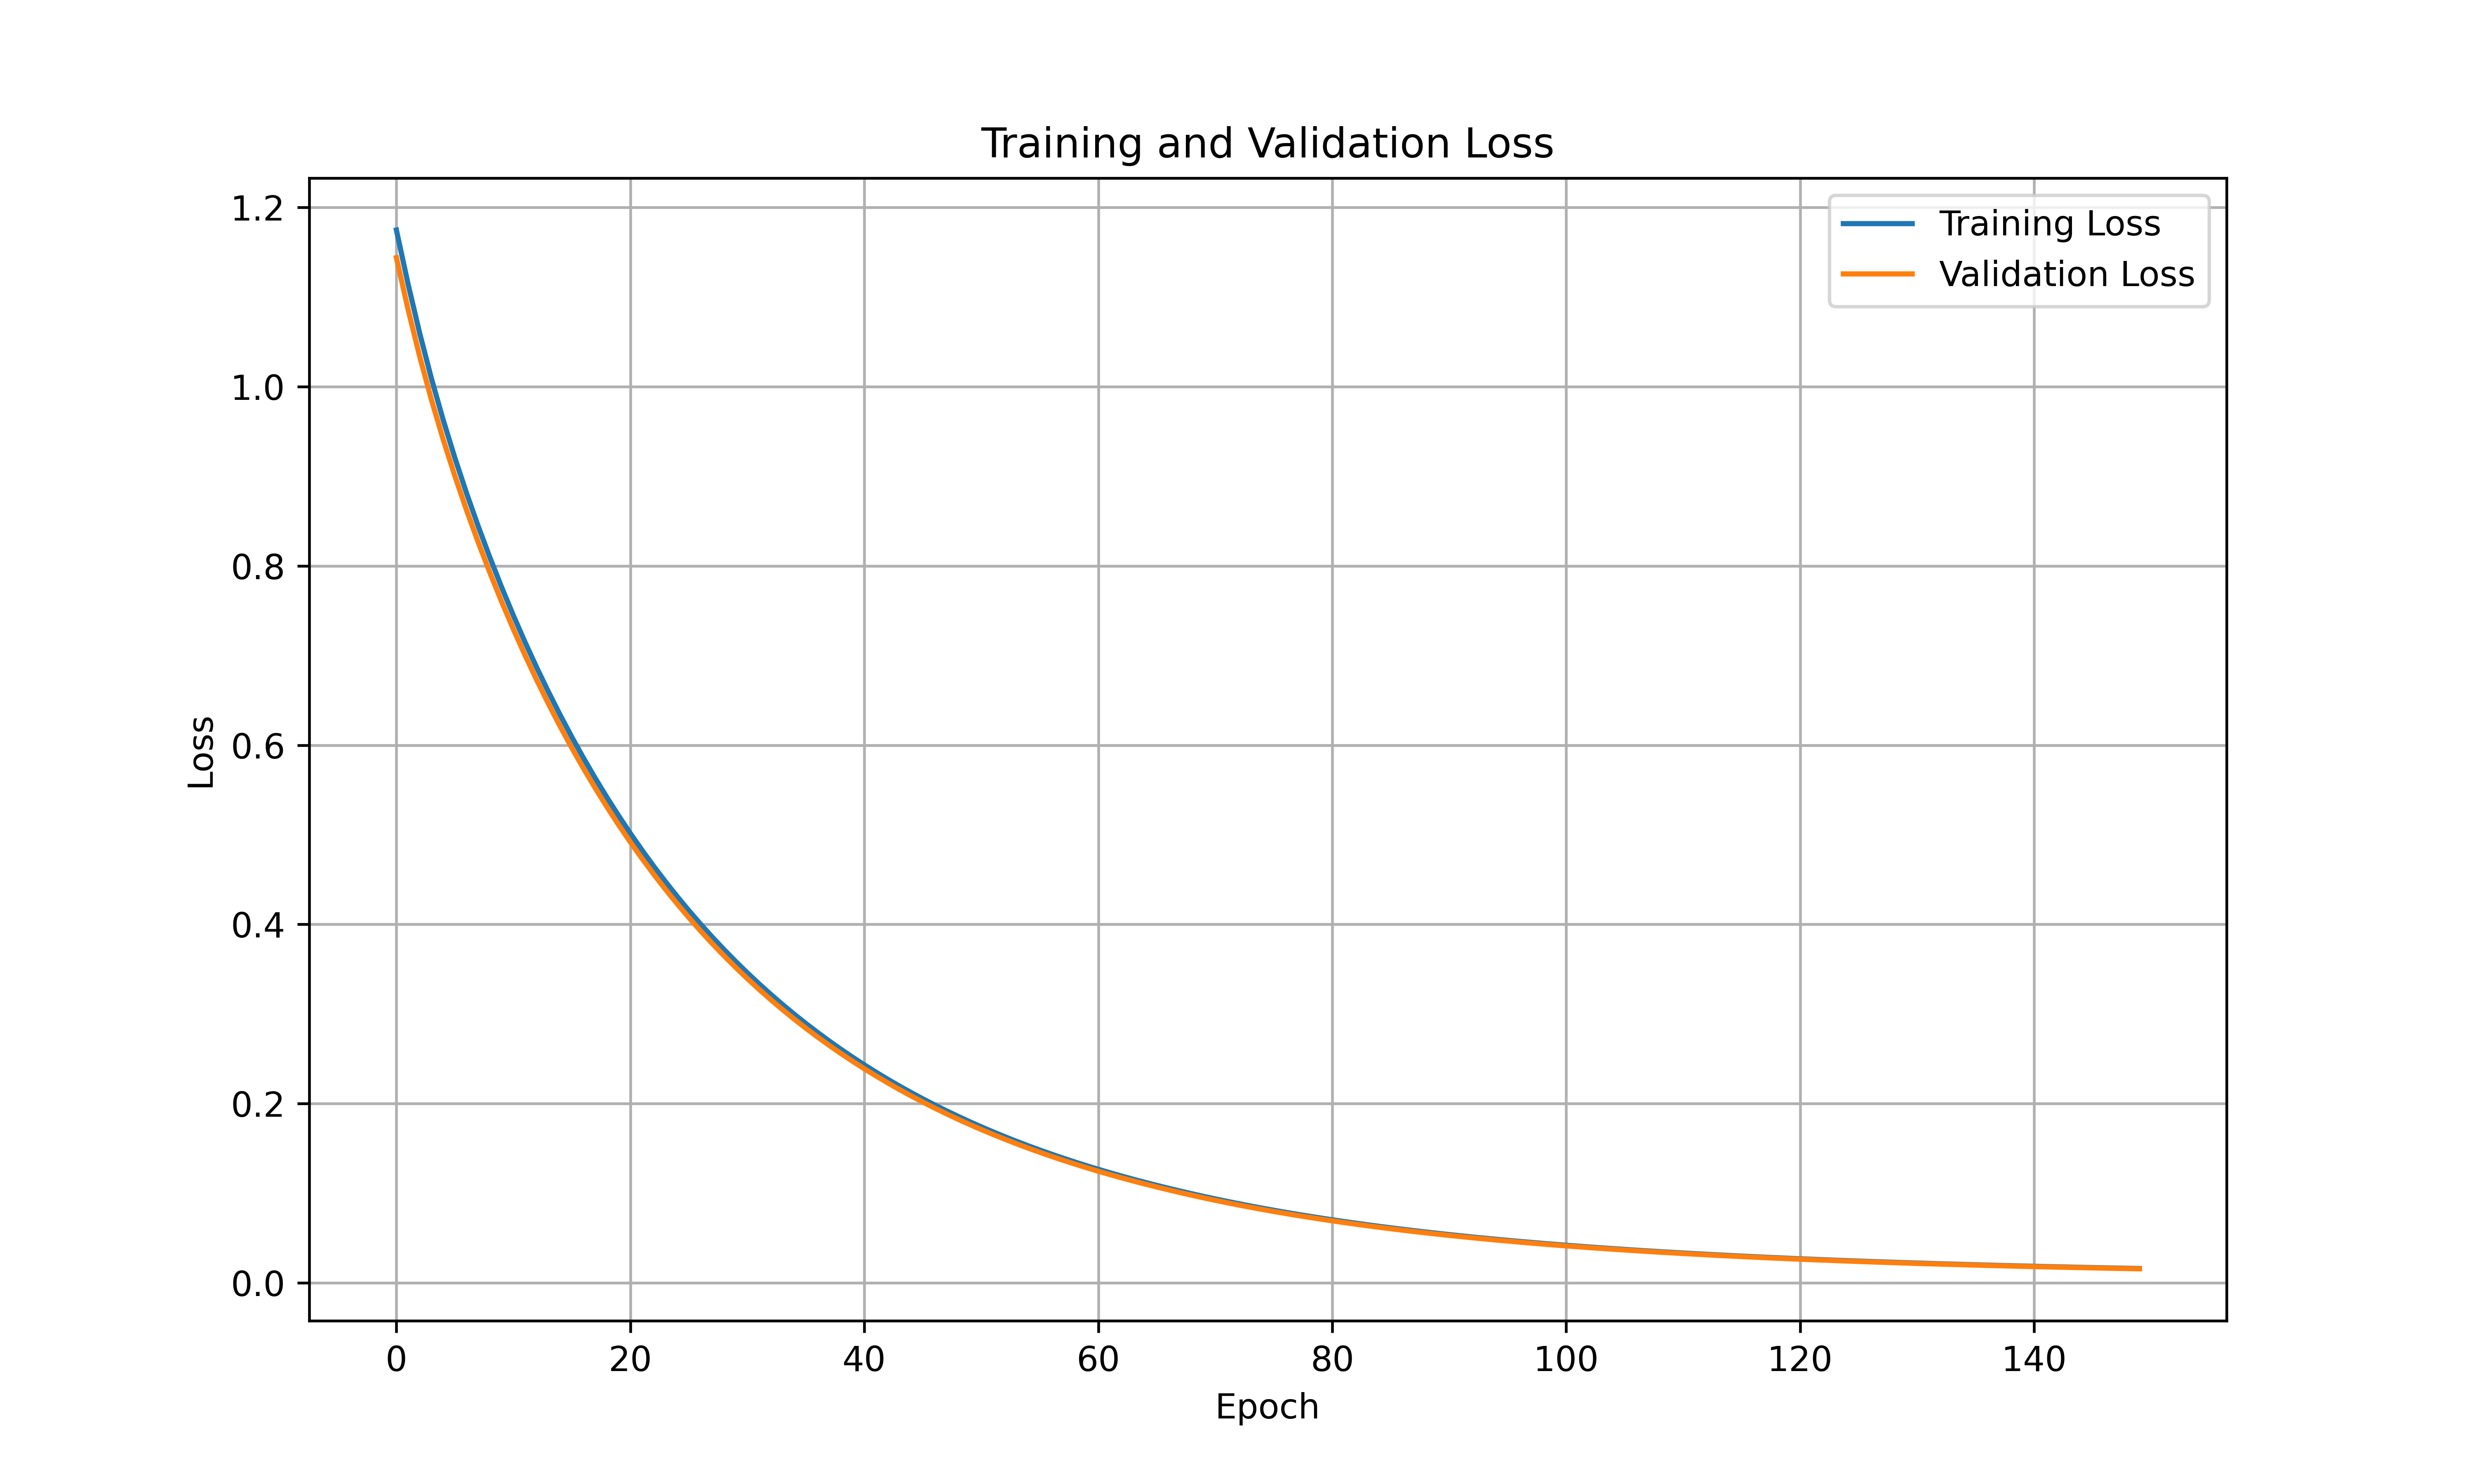 Training and Validation Loss
Training Loss
Validation Loss
1.2
1.0
0.8
0.6
0.4
0.2
0.0
Loss
0 20 40 60 80 100 120 140
Epoch